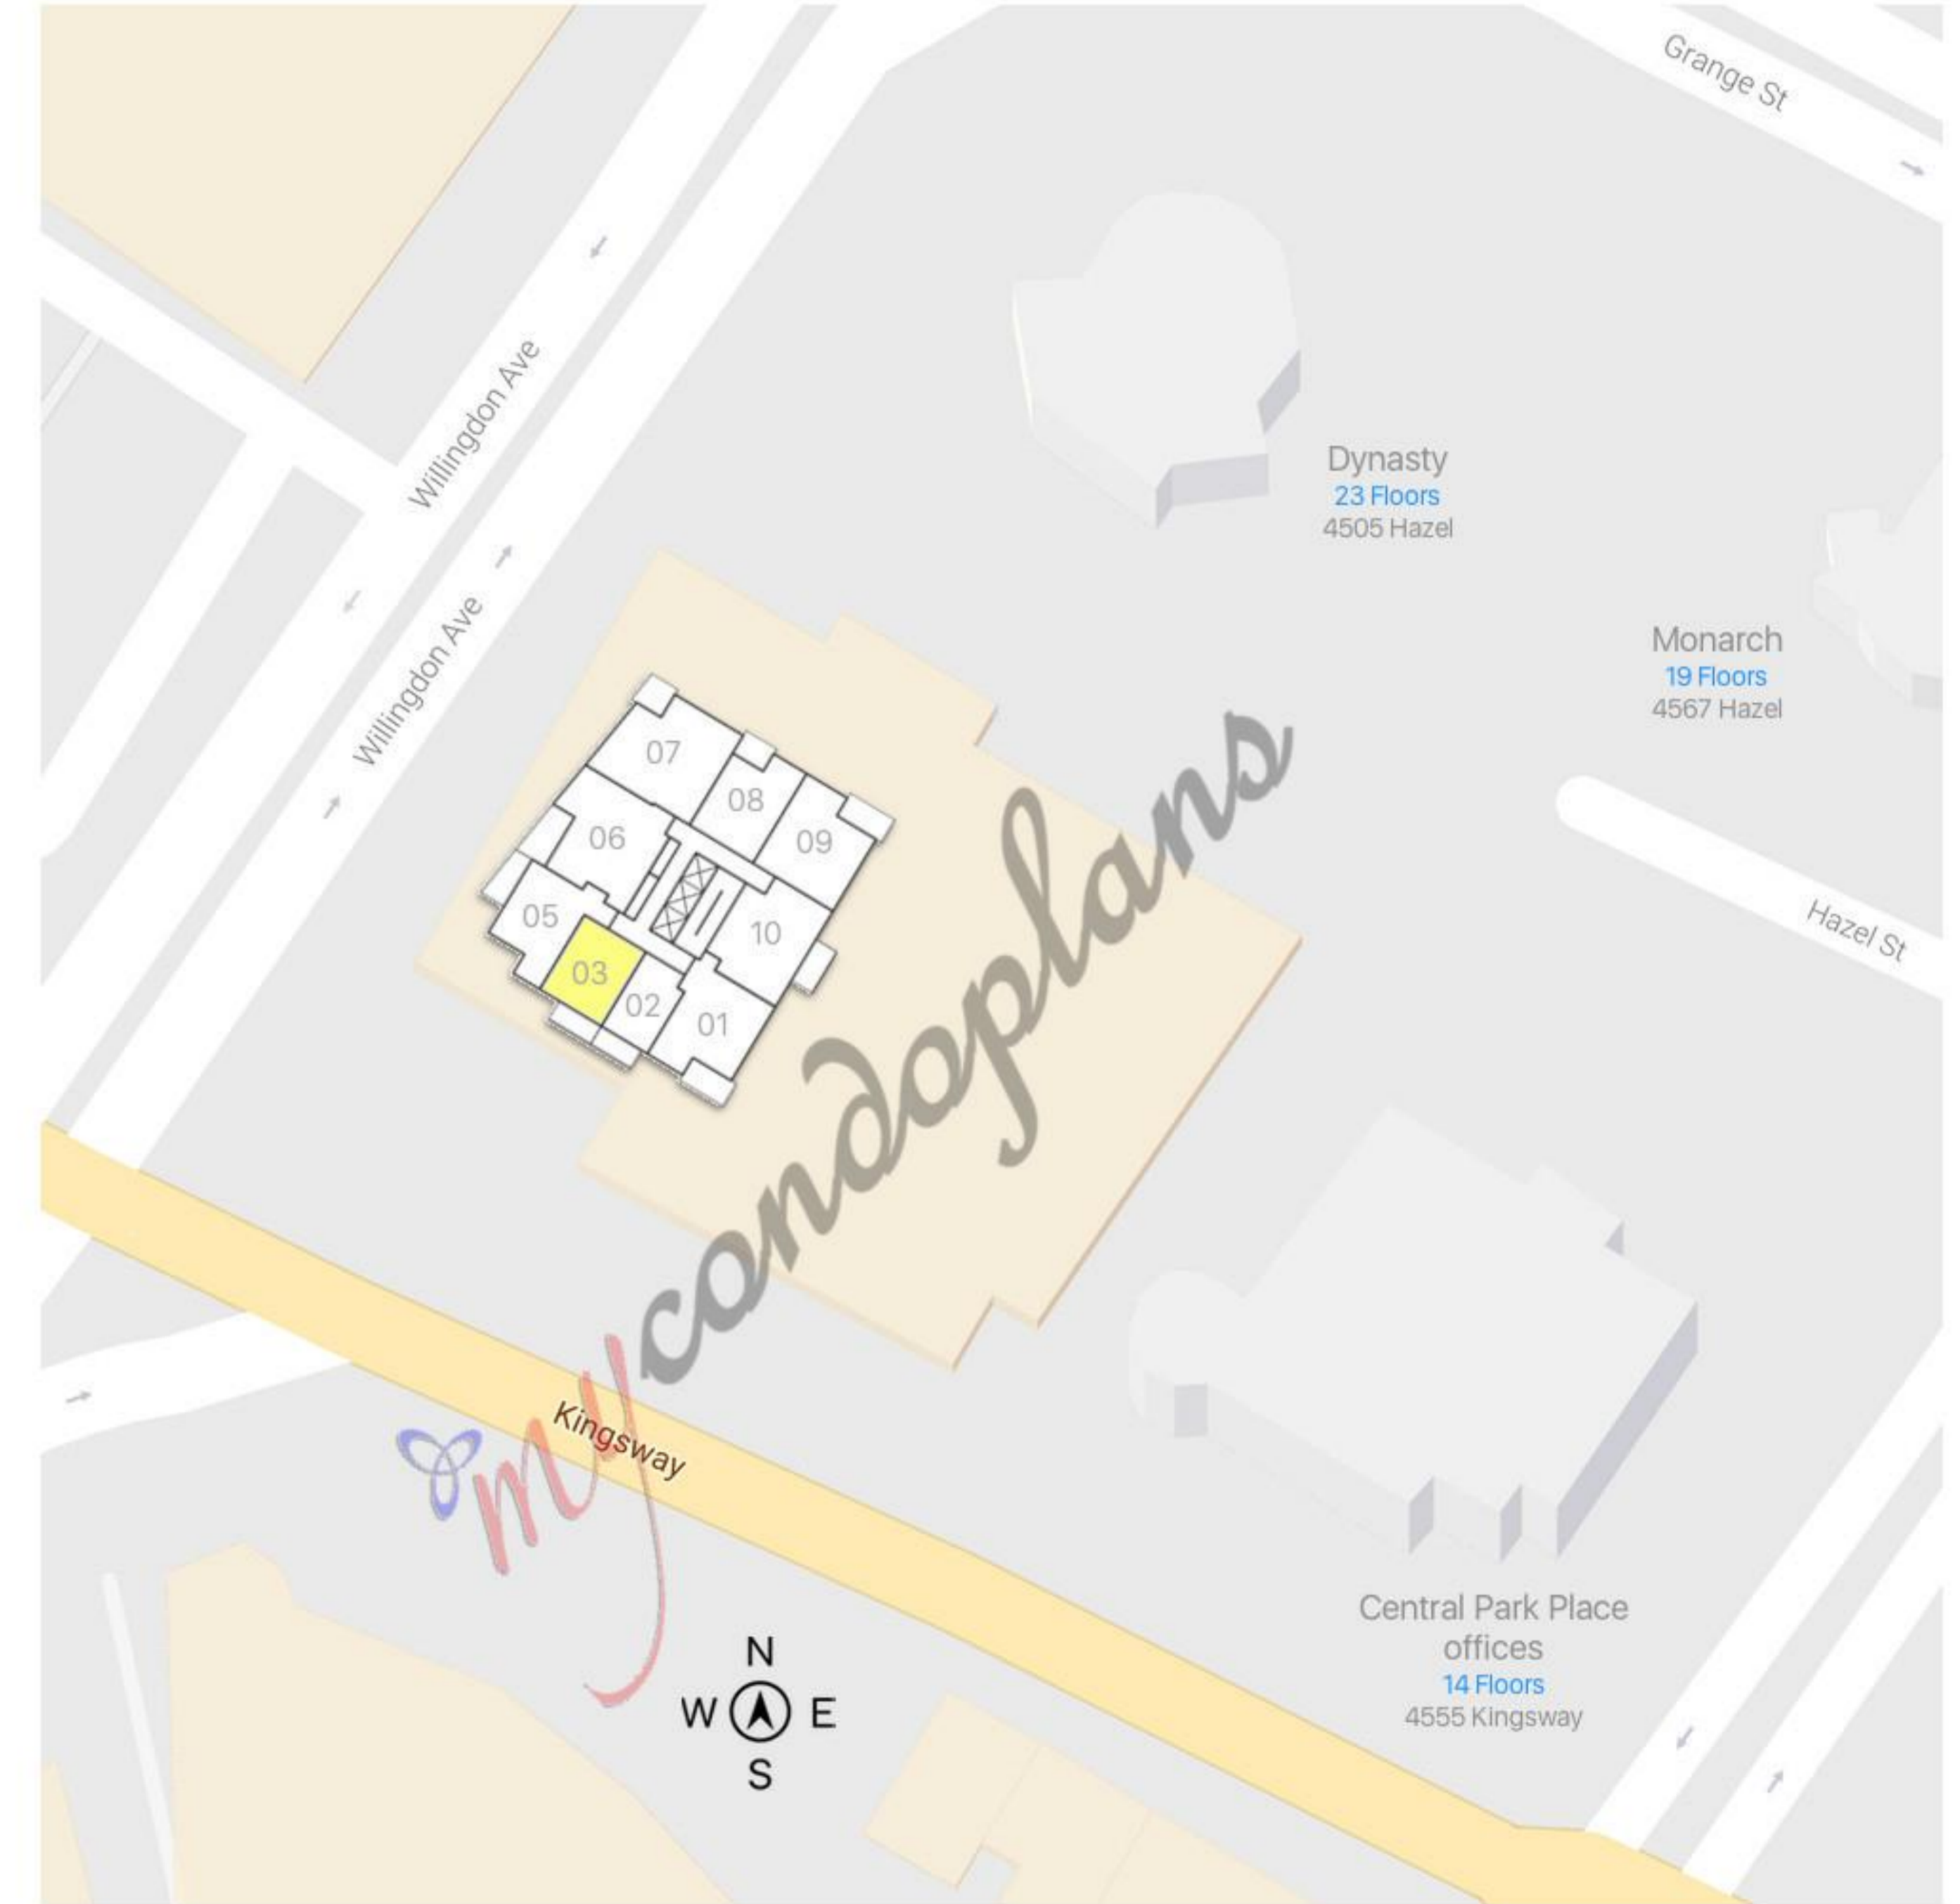 Grange St
Willingdon Ave
Dynasty
23 Floors
4505 Hazel
Willingdon Ave
Monarch
19 Floors
4567 Hazel
07
08
06
09
05
10
03
02
01
Hazel St
mycondoplans
Kingsway
Central Park Place
offices
14 Floors
4555 Kingsway
N
W E
S